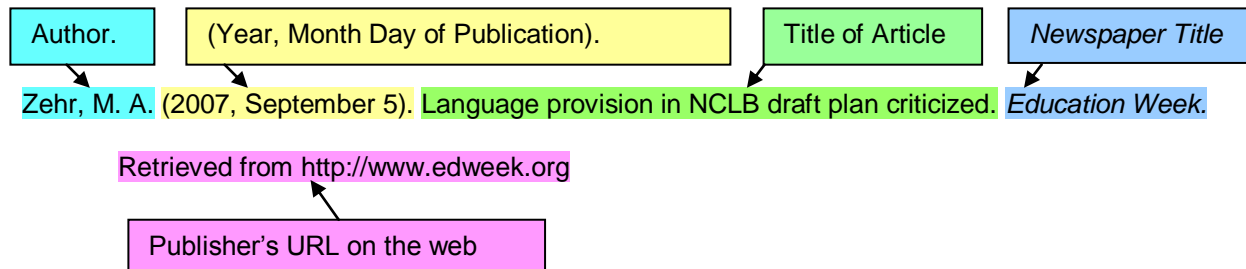 Author. (Year, Month Day of Publication). Title of Article Newspaper Title
Zehr, M. A. (2007, September 5). Language provision in NCLB draft plan criticized. Education Week.
Retrieved from http://www.edweek.org
Publisher’s URL on the web